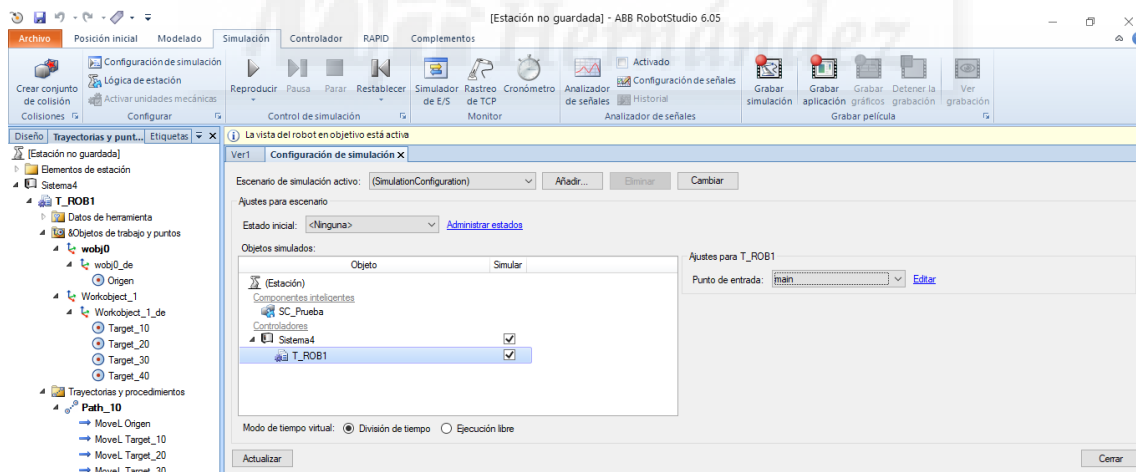 [Estación no guardada] - ABB RobotStudio 6.05
Archivo Posición inicial Modelado Simulación Controlador RAPID Complementos
Crear conjunto de colisión
Colisiones
Configuración de simulación
Lógica de estación
Activar unidades mecánicas
Configurar
Reproducir Pausa Parar Restablecer
Control de simulación
Simulador de E/S
Rastreo de TCP
Cronómetro
Monitor
Analizador de señales
Activado
Configuración de señales
Historial
Analizador de señales
Grabar simulación
Grabar aplicación
Grabar gráficos
Detener la grabación
Ver grabación
Grabar película
Diseño Trayectorias y punt... Etiquetas
[Estación no guardada]
Elementos de estación
Sistema4
T_ROB1
Datos de herramienta
&Objetos de trabajo y puntos
wobj0
wobj0_de
Origen
Workobject_1
Workobject_1_de
Target_10
Target_20
Target_30
Target_40
Trayectorias y procedimientos
Path_10
MoveL Origen
MoveL Target_10
MoveL Target_20
MoveL Target_30
La vista del robot en objetivo está activa
Ver1 Configuración de simulación X
Escenario de simulación activo: (SimulationConfiguration) Añadir... Eliminar Cambiar
Ajustes para escenario
Estado inicial: <Ninguna> Administrar estados
Objetos simulados:
Objeto Simular
(Estación)
Componentes inteligentes
SC_Prueba
Controladores
Sistema4
T_ROB1
Ajustes para T_ROB1
Punto de entrada: main Editar
Modo de tiempo virtual: División de tiempo Ejecución libre
Actualizar Cerrar